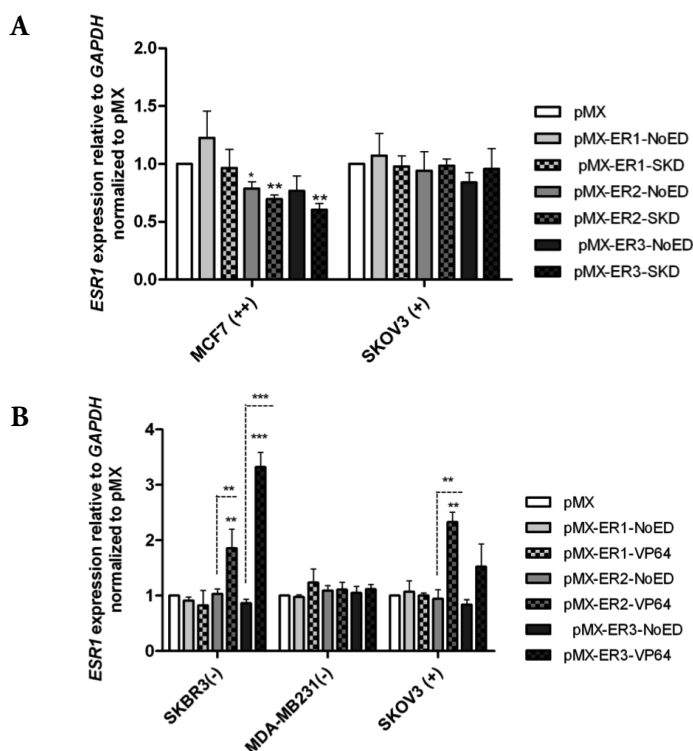 A
ESR1 expression relative to GAPDH
normalized to pMX
2.0
1.5
1.0
0.5
0.0
*
**
**
MCF7 (++)
SKOV3 (+)
pMX
pMX-ER1-NoED
pMX-ER1-SKD
pMX-ER2-NoED
pMX-ER2-SKD
pMX-ER3-NoED
pMX-ER3-SKD
B
ESR1 expression relative to GAPDH
normalized to pMX
4
3
2
1
0
***
***
**
**
**
**
SKBR3(-)
MDA-MB231(-)
SKOV3 (+)
pMX
pMX-ER1-NoED
pMX-ER1-VP64
pMX-ER2-NoED
pMX-ER2-VP64
pMX-ER3-NoED
pMX-ER3-VP64